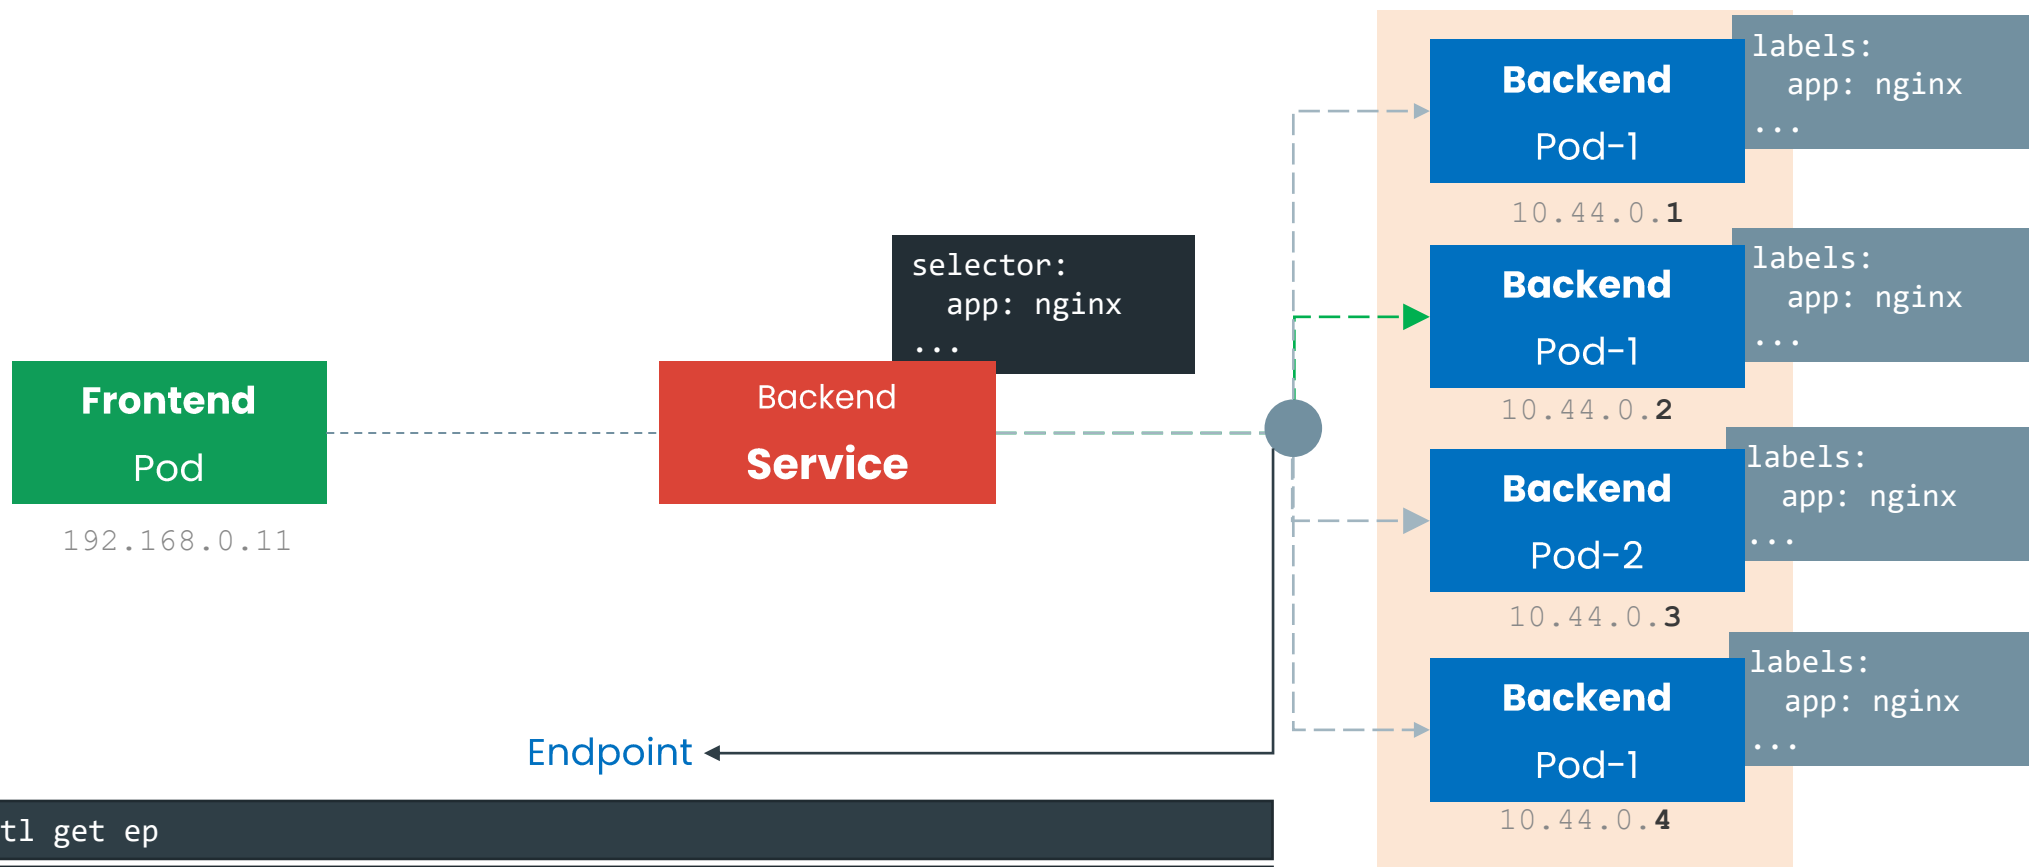 Frontend
Pod
192.168.0.11
selector:
app: nginx
...
Backend
Service
Endpoint
tl get ep
Backend
Pod-1
10.44.0.1
labels:
app: nginx
...
Backend
Pod-1
10.44.0.2
labels:
app: nginx
...
Backend
Pod-2
10.44.0.3
labels:
app: nginx
...
Backend
Pod-1
10.44.0.4
labels:
app: nginx
...